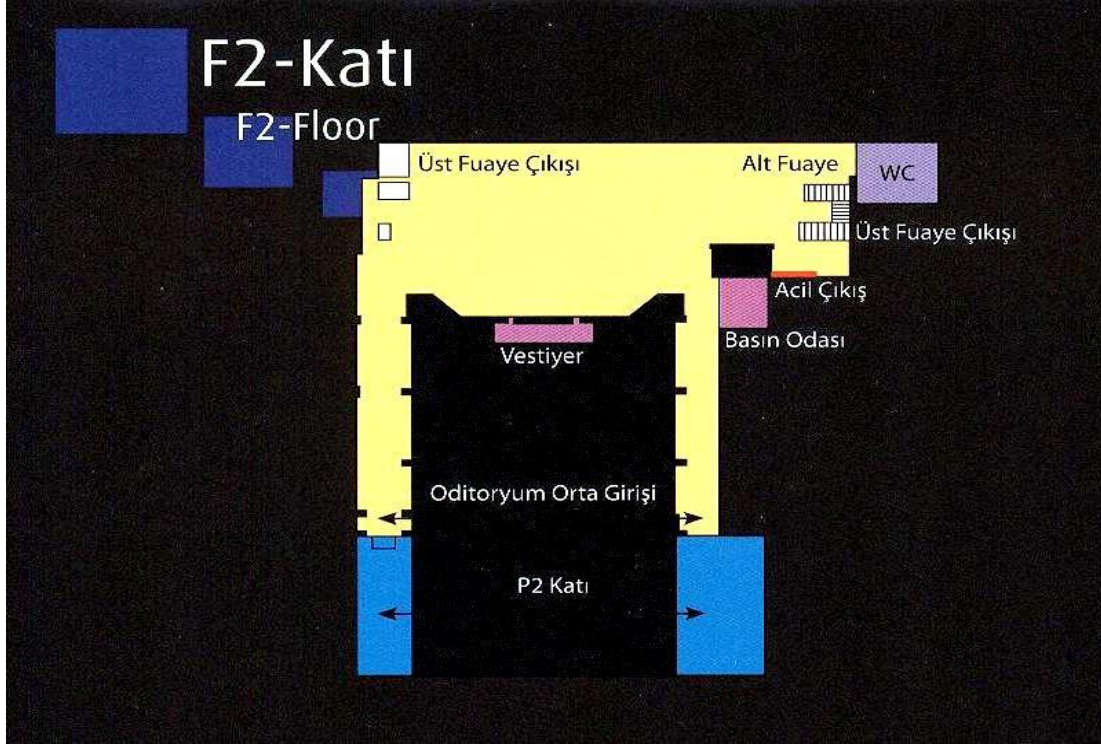 F2-Katı
F2-Floor
Üst Fuaye Çıkışı
Alt Fuaye
WC
Üst Fuaye Çıkışı
Acil Çıkış
Basın Odası
Vestiyer
Oditoryum Orta Girişi
P2 Katı